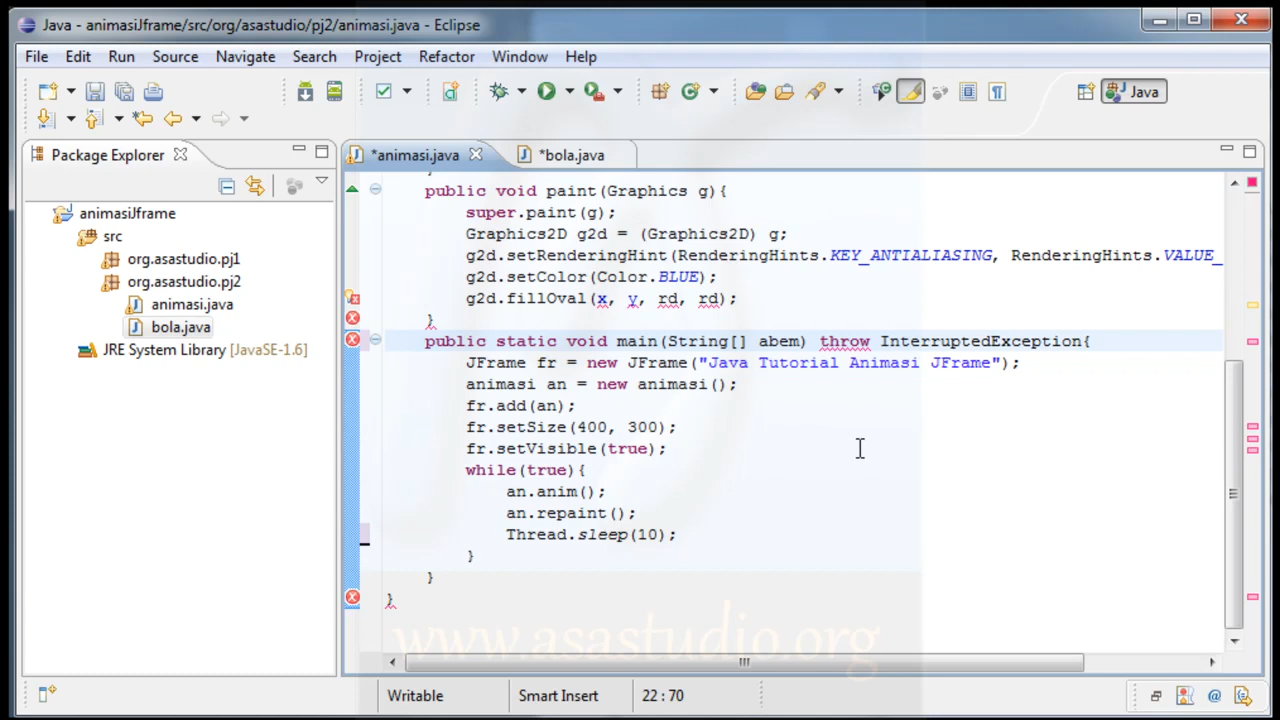 Java - animasiJframe/src/org/asastudio/pj2/animasi.java - Eclipse
File Edit Run Source Navigate Search Project Refactor Window Help
Java
Package Explorer
*animasi.java
*bola.java
animasiJframe
src
org.asastudio.pj1
org.asastudio.pj2
animasi.java
bola.java
JRE System Library [JavaSE-1.6]
public void paint(Graphics g){
super.paint(g);
Graphics2D g2d = (Graphics2D) g;
g2d.setRenderingHint(RenderingHints.KEY_ANTIALIASING, RenderingHints.VALUE_
g2d.setColor(Color.BLUE);
g2d.fillOval(x, y, rd, rd);
}
public static void main(String[] abem) throw InterruptedException{
JFrame fr = new JFrame("Java Tutorial Animasi JFrame");
animasi an = new animasi();
fr.add(an);
fr.setSize(400, 300);
fr.setVisible(true);
while(true){
an.anim();
an.repaint();
Thread.sleep(10);
}
}
}
www.asastudio.org
Writable Smart Insert 22 : 70